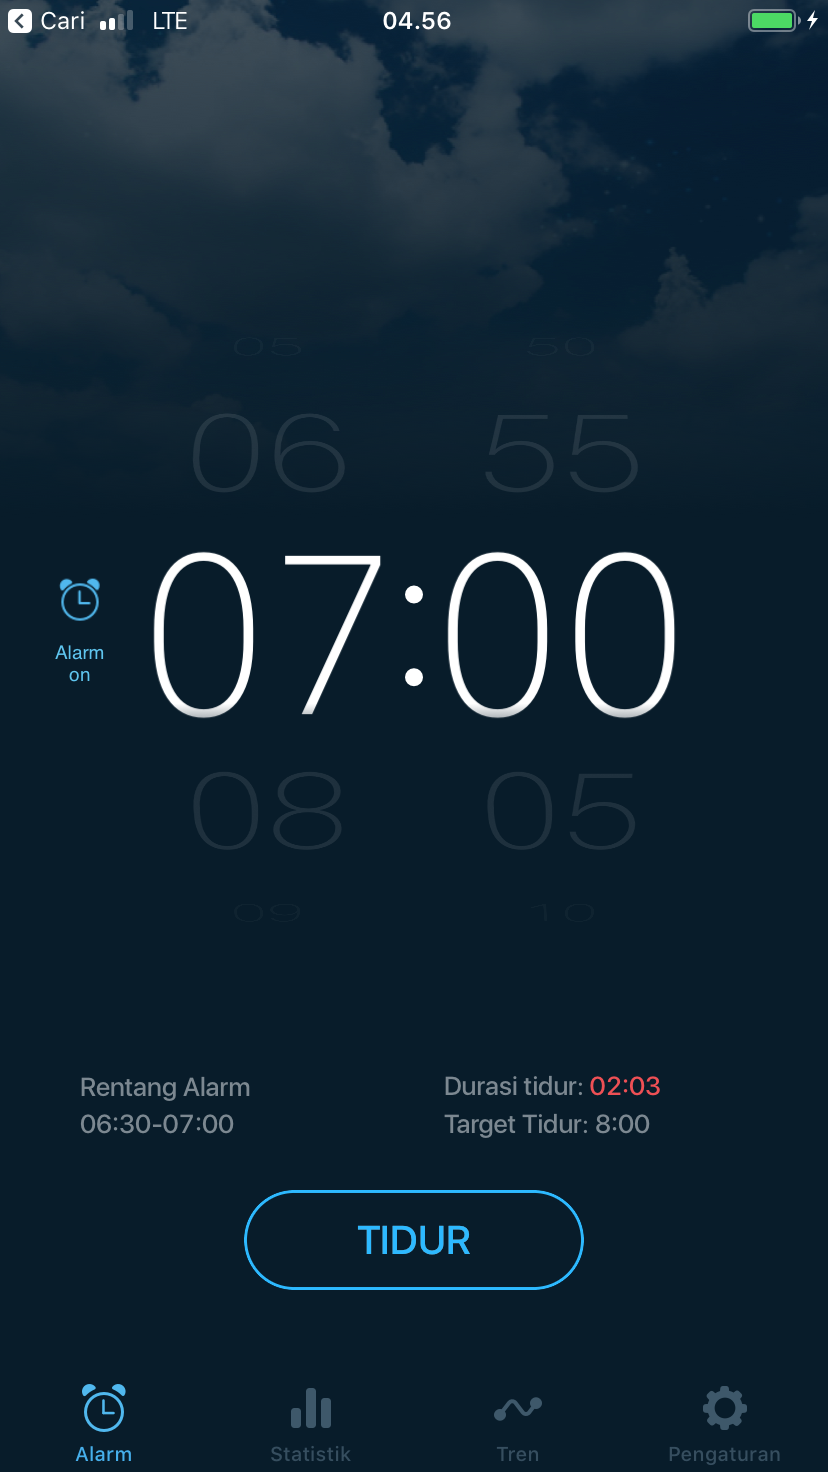 Cari LTE 04.56
05 50
06 55
07:00
Alarm
on
08 05
09 10
Rentang Alarm
06:30-07:00
Durasi tidur: 02:03
Target Tidur: 8:00
TIDUR
Alarm Statistik Tren Pengaturan